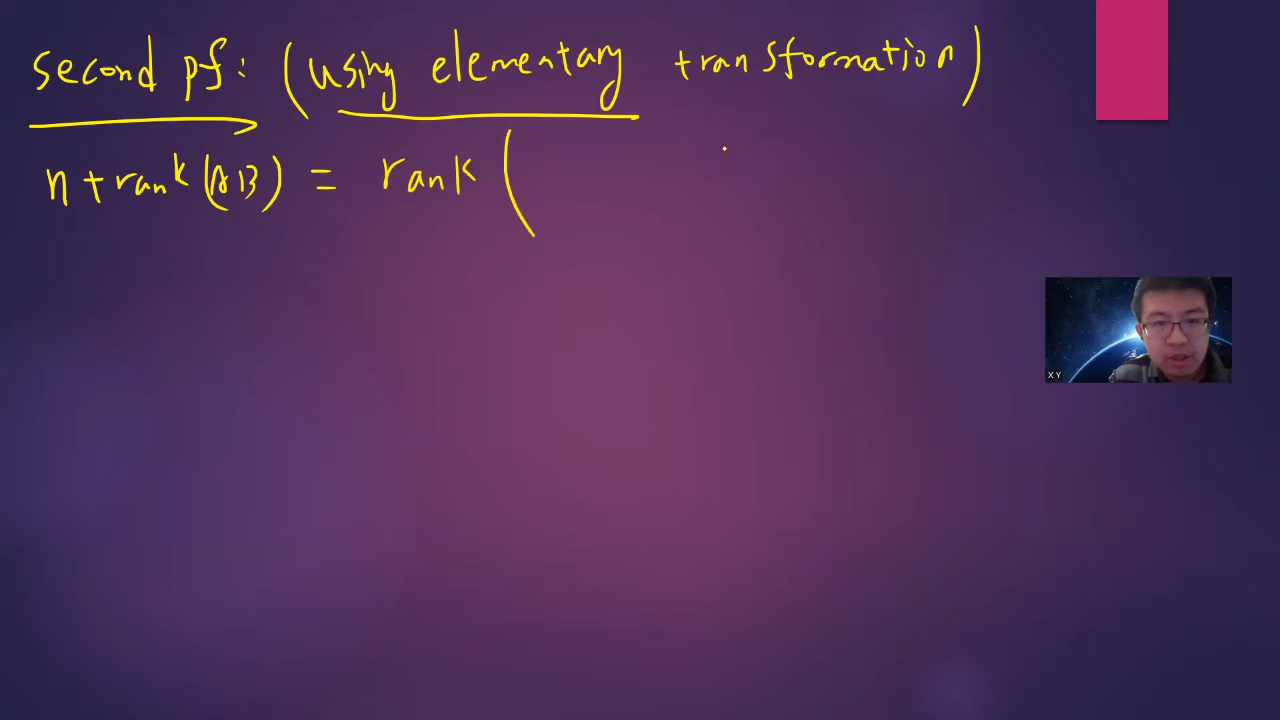 second pf: (using elementary transformation)
n + rank(AB) = rank (
X Y